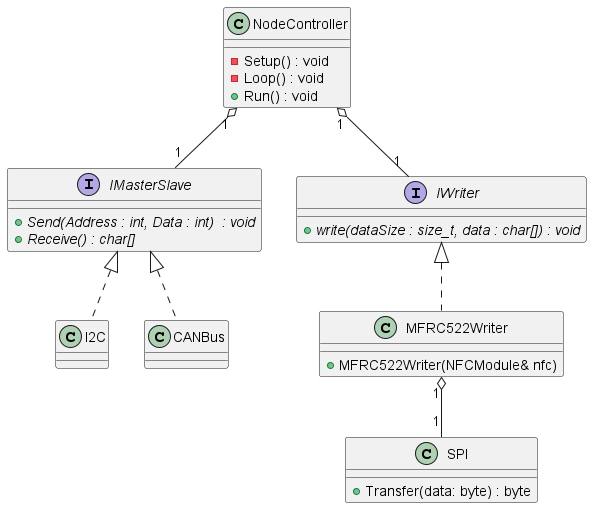 C NodeController
Setup() : void
Loop() : void
Run() : void
1
1
1
1
I IMasterSlave
Send(Address : int, Data : int) : void
Receive() : char[]
I IWriter
write(dataSize : size_t, data : char[]) : void
C I2C
C CANBus
C MFRC522Writer
MFRC522Writer(NFCModule& nfc)
1
1
C SPI
Transfer(data: byte) : byte